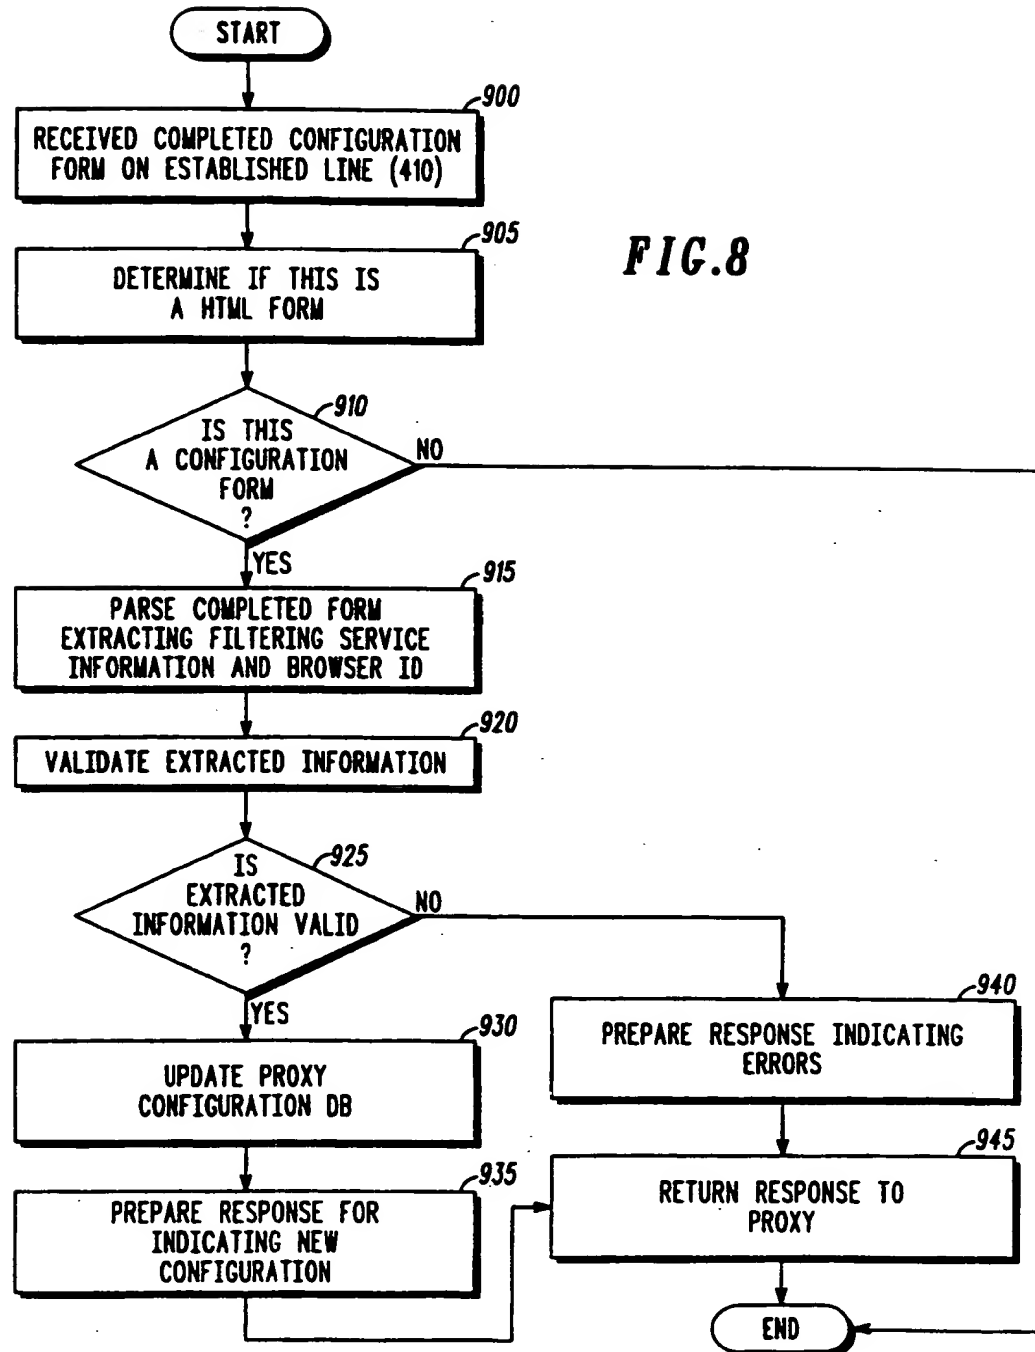 START
900
RECEIVED COMPLETED CONFIGURATION
FORM ON ESTABLISHED LINE (410)
905
DETERMINE IF THIS IS
A HTML FORM
FIG.8
910
IS THIS
A CONFIGURATION
FORM
?
NO
YES
915
PARSE COMPLETED FORM
EXTRACTING FILTERING SERVICE
INFORMATION AND BROWSER ID
920
VALIDATE EXTRACTED INFORMATION
925
IS
EXTRACTED
INFORMATION VALID
?
NO
YES
930
UPDATE PROXY
CONFIGURATION DB
940
PREPARE RESPONSE INDICATING
ERRORS
935
PREPARE RESPONSE FOR
INDICATING NEW
CONFIGURATION
945
RETURN RESPONSE TO
PROXY
END